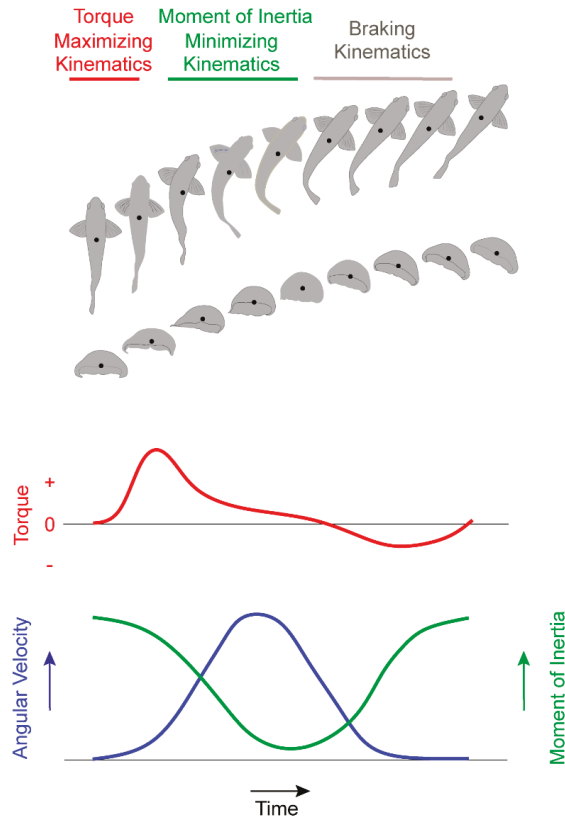 Torque
Maximizing
Kinematics
Moment of Inertia
Minimizing
Kinematics
Braking
Kinematics
Torque
+
0
-
Angular Velocity
Moment of Inertia
Time